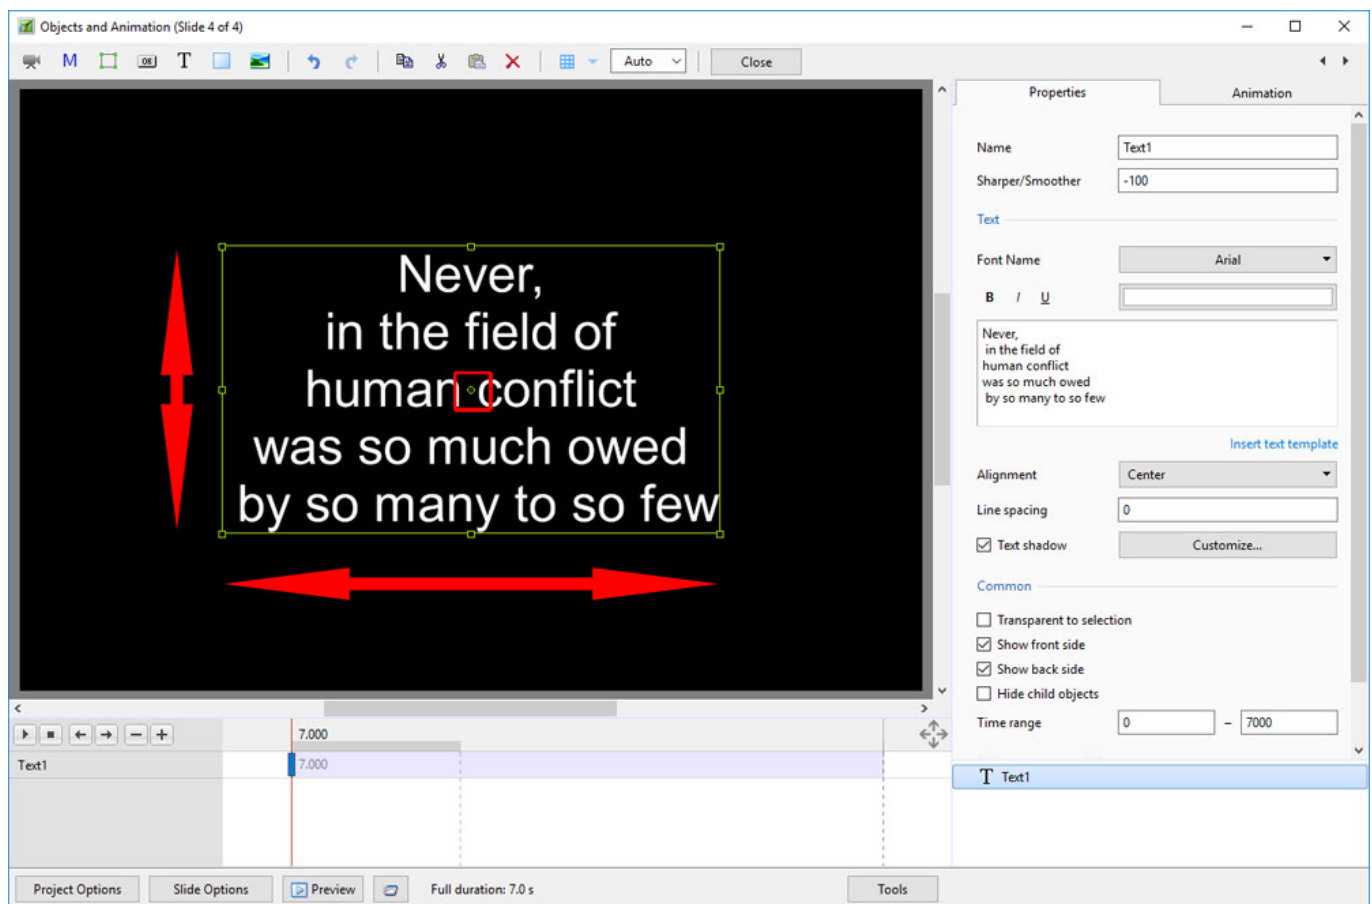 Objects and Animation (Slide 4 of 4)
M OK T Auto Close
Properties Animation
Name Text1
Sharper/Smoother -100
Text
Font Name Arial
B I U
Never,
in the field of
human conflict
was so much owed
by so many to so few
Insert text template
Alignment Center
Line spacing 0
Text shadow Customize...
Common
Transparent to selection
Show front side
Show back side
Hide child objects
Time range 0 – 7000
T Text1
Never,
in the field of
human conflict
was so much owed
by so many to so few
7.000
Text1 7.000
Project Options Slide Options Preview Full duration: 7.0 s Tools